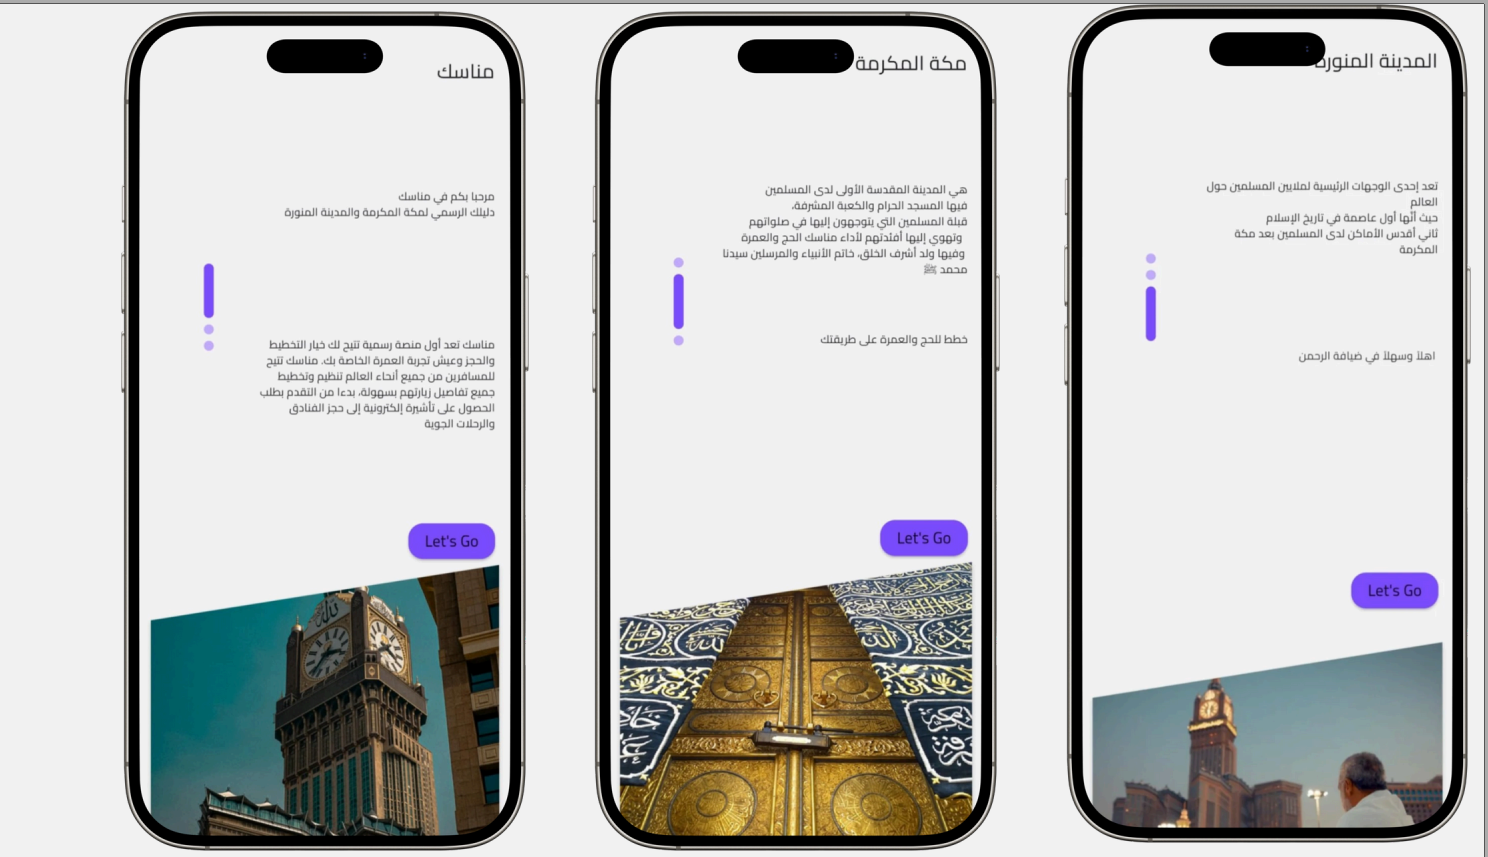 مناسك
مرحبا بكم في مناسك
دليلك الرسمي لمكة المكرمة والمدينة المنورة
مناسك تعد أول منصة رسمية تتيح لك خيار التخطيط
والحجز وعيش تجربة العمرة الخاصة بك. مناسك تتيح
للمسافرين من جميع أنحاء العالم تنظيم وتخطيط
جميع تفاصيل زيارتهم بسهولة، بدءا من التقدم بطلب
الحصول على تأشيرة إلكترونية إلى حجز الفنادق
والرحلات الجوية
Let's Go
مكة المكرمة
هي المدينة المقدسة الأولى لدى المسلمين
فيها المسجد الحرام والكعبة المشرفة،
قبلة المسلمين التي يتوجهون إليها في صلواتهم
وتهوي إليها أفئدتهم لأداء مناسك الحج والعمرة
وفيها ولد أشرف الخلق، خاتم الأنبياء والمرسلين سيدنا
محمد ﷺ
خطط للحج والعمرة على طريقتك
Let's Go
المدينة المنورة
تعد إحدى الوجهات الرئيسية لملايين المسلمين حول
العالم
حيث أنها أول عاصمة في تاريخ الإسلام
ثاني أقدس الأماكن لدى المسلمين بعد مكة
المكرمة
اهلاً وسهلاً في ضيافة الرحمن
Let's Go